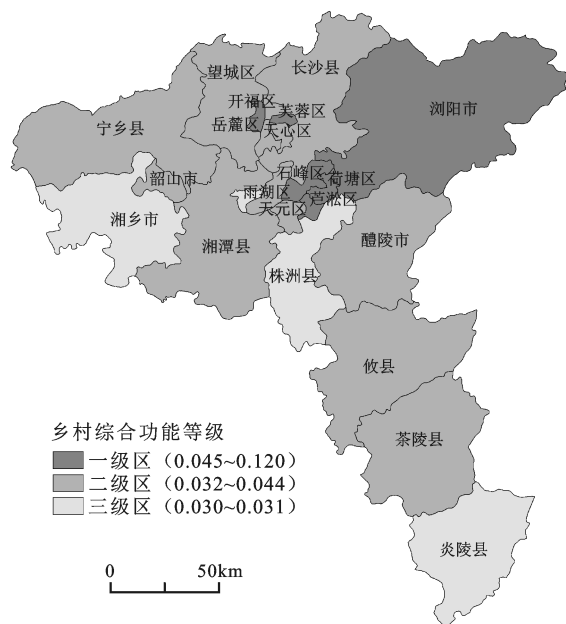 望城区
长沙县
开福区
芙蓉区
浏阳市
宁乡县
岳麓区
天心区
石峰区
荷塘区
韶山市
雨湖区
芦淞区
天元区
湘乡市
湘潭县
醴陵市
株洲县
攸县
茶陵县
炎陵县
乡村综合功能等级
一级区（0.045~0.120）
二级区（0.032~0.044）
三级区（0.030~0.031）
0 50km